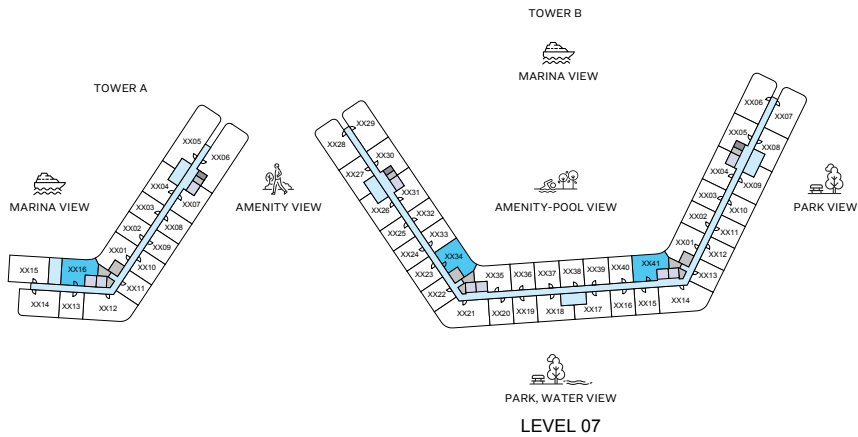 TOWER B
MARINA VIEW
TOWER A
MARINA VIEW
AMENITY VIEW
AMENITY-POOL VIEW
PARK VIEW
XX05
XX06
XX04
XX07
XX03
XX08
XX02
XX09
XX01
XX10
XX16
XX15
XX11
XX14
XX13
XX12
XX29
XX28
XX30
XX27
XX31
XX26
XX32
XX25
XX33
XX24
XX34
XX23
XX22
XX21
XX35
XX36
XX37
XX38
XX39
XX40
XX41
XX20
XX19
XX18
XX17
XX16
XX15
XX14
XX06
XX07
XX05
XX08
XX04
XX09
XX03
XX10
XX02
XX11
XX01
XX12
XX13
PARK, WATER VIEW
LEVEL 07